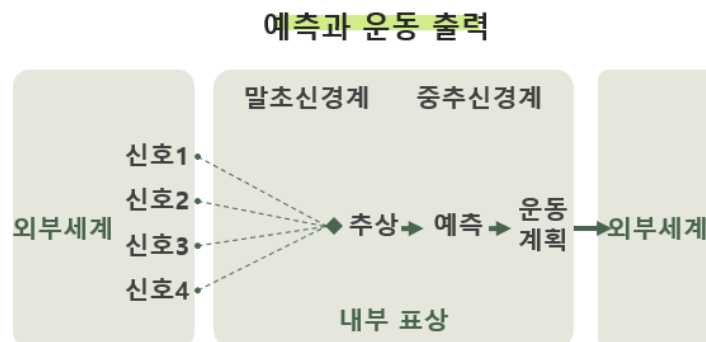 예측과 운동 출력
말초신경계 중추신경계
신호1
신호2
신호3
신호4
외부세계
추상
예측
운동
계획
외부세계
내부 표상